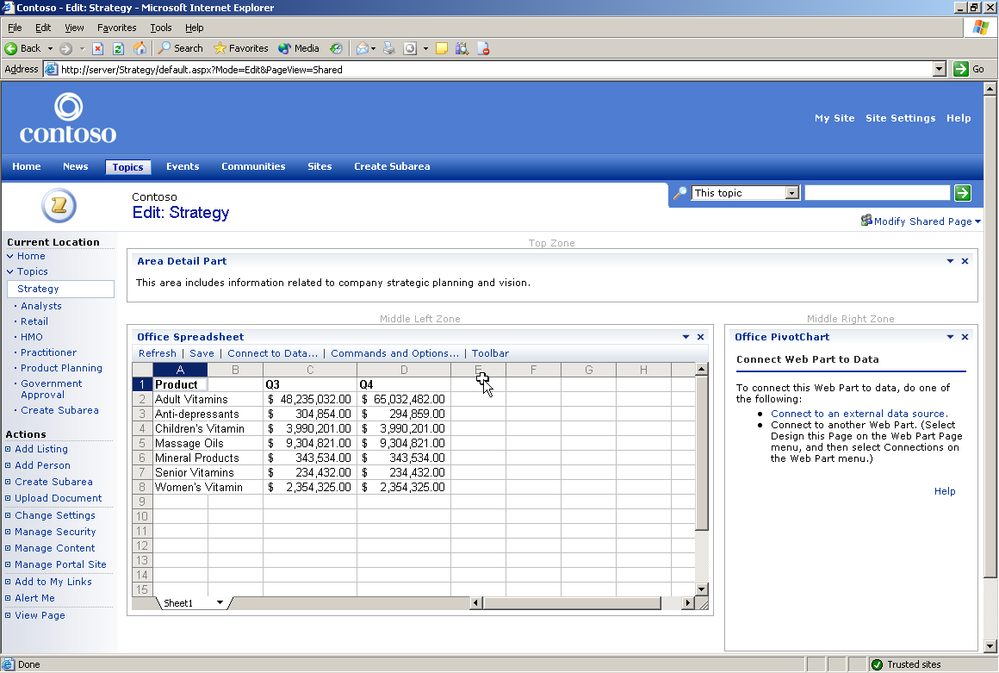 Contoso - Edit: Strategy - Microsoft Internet Explorer
File Edit View Favorites Tools Help
Back Search Favorites Media
Address http://server/Strategy/default.aspx?Mode=Edit&PageView=Shared Go
contoso
My Site Site Settings Help
Home News Topics Events Communities Sites Create Subarea
Contoso
Edit: Strategy
This topic
Modify Shared Page
Current Location
Home
Topics
Strategy
Analysts
Retail
HMO
Practitioner
Product Planning
Government
Approval
Create Subarea
Actions
Add Listing
Add Person
Create Subarea
Upload Document
Change Settings
Manage Security
Manage Content
Manage Portal Site
Add to My Links
Alert Me
View Page
Top Zone
Area Detail Part
This area includes information related to company strategic planning and vision.
Middle Left Zone
Office Spreadsheet
Refresh | Save | Connect to Data... | Commands and Options... | Toolbar
A B C D E F G H
1 Product Q3 Q4
2 Adult Vitamins $ 48,235,032.00 $ 65,032,482.00
3 Anti-depressants $ 304,854.00 $ 294,859.00
4 Children's Vitamin $ 3,990,201.00 $ 3,990,201.00
5 Massage Oils $ 9,304,821.00 $ 9,304,821.00
6 Mineral Products $ 343,534.00 $ 343,534.00
7 Senior Vitamins $ 234,432.00 $ 234,432.00
8 Women's Vitamin $ 2,354,325.00 $ 2,354,325.00
9
10
11
12
13
14
15
Sheet1
Middle Right Zone
Office PivotChart
Connect Web Part to Data
To connect this Web Part to data, do one of
the following:
• Connect to an external data source.
• Connect to another Web Part. (Select
Design this Page on the Web Part Page
menu, and then select Connections on
the Web Part menu.)
Help
Done Trusted sites